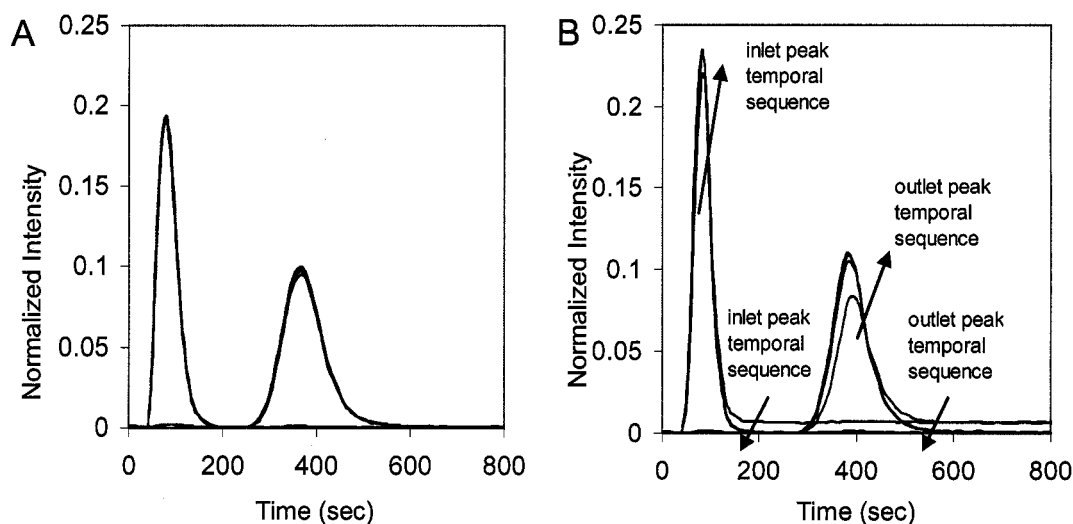 A
0.25
0.2
0.15
0.1
0.05
0
Normalized Intensity
0 200 400 600 800
Time (sec)
B
0.25
0.2
0.15
0.1
0.05
0
Normalized Intensity
inlet peak
temporal
sequence
outlet peak
temporal
sequence
inlet peak
temporal
sequence
outlet peak
temporal
sequence
0 200 400 600 800
Time (sec)